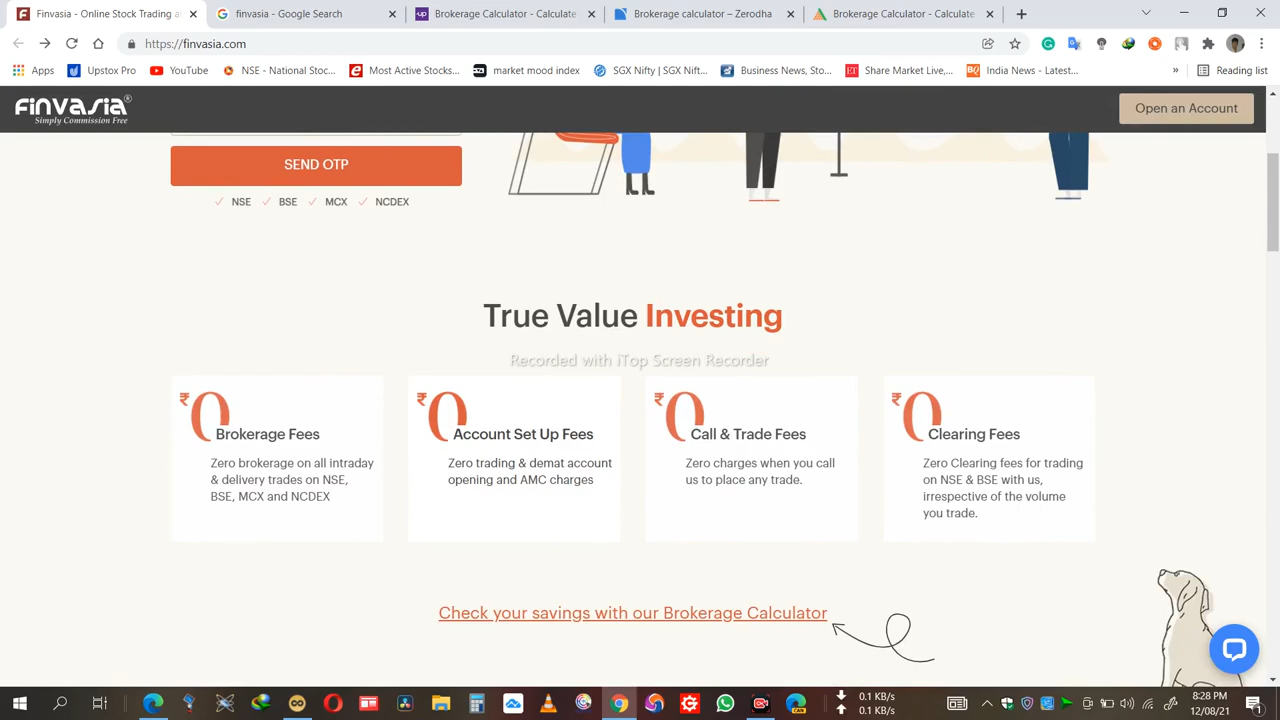 Finvasia - Online Stock Trading a
finvasia - Google Search
Brokerage Calculator - Calculate
Brokerage calculator – Zerodha
Brokerage Calculator - Calculate
https://finvasia.com
Apps
Upstox Pro
YouTube
NSE - National Stoc...
Most Active Stocks...
market mood index
SGX Nifty | SGX Nift...
Business News, Sto...
Share Market Live,...
India News - Latest...
»
Reading list
FINVASIA®
Simply Commission Free
Open an Account
SEND OTP
NSE BSE MCX NCDEX
True Value Investing
Recorded with iTop Screen Recorder
₹0
Brokerage Fees
Zero brokerage on all intraday
& delivery trades on NSE,
BSE, MCX and NCDEX
₹0
Account Set Up Fees
Zero trading & demat account
opening and AMC charges
₹0
Call & Trade Fees
Zero charges when you call
us to place any trade.
₹0
Clearing Fees
Zero Clearing fees for trading
on NSE & BSE with us,
irrespective of the volume
you trade.
Check your savings with our Brokerage Calculator
0.1 KB/s
0.1 KB/s
8:28 PM
12/08/21